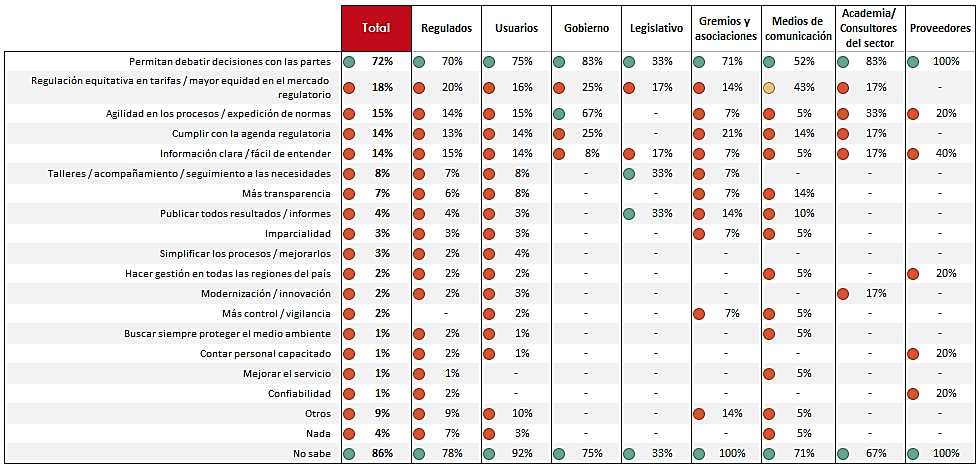 Total Regulados Usuarios Gobierno Legislativo Gremios y asociaciones Medios de comunicación Academia/ Consultores del sector Proveedores
Permitan debatir decisiones con las partes 72% 70% 75% 83% 33% 71% 52% 83% 100%
Regulación equitativa en tarifas / mayor equidad en el mercado
regulatorio 18% 20% 16% 25% 17% 14% 43% 17% -
Agilidad en los procesos / expedición de normas 15% 14% 15% 67% - 7% 5% 33% 20%
Cumplir con la agenda regulatoria 14% 13% 14% 25% - 21% 14% 17% -
Información clara / fácil de entender 14% 15% 14% 8% 17% 7% 5% 17% 40%
Talleres / acompañamiento / seguimiento a las necesidades 8% 7% 8% - 33% 7% - - -
Más transparencia 7% 6% 8% - - - 14% - -
Publicar todos resultados / informes 4% 4% 3% - 33% 14% 10% - -
Imparcialidad 3% 3% 3% - - 7% 5% - -
Simplificar los procesos / mejorarlos 3% 2% 4% - - - - - -
Hacer gestión en todas las regiones del país 2% 2% 2% - - - 5% - 20%
Modernización / innovación 2% 2% 3% - - - - 17% -
Más control / vigilancia 2% - 2% - - 7% 5% - -
Buscar siempre proteger el medio ambiente 1% 2% 1% - - - 5% - -
Contar personal capacitado 1% 2% 1% - - - - - 20%
Mejorar el servicio 1% 1% - - - - 5% - -
Confiabilidad 1% 2% - - - - - - 20%
Otros 9% 9% 10% - - 14% 5% - -
Nada 4% 7% 3% - - - 5% - -
No sabe 86% 78% 92% 75% 33% 100% 71% 67% 100%